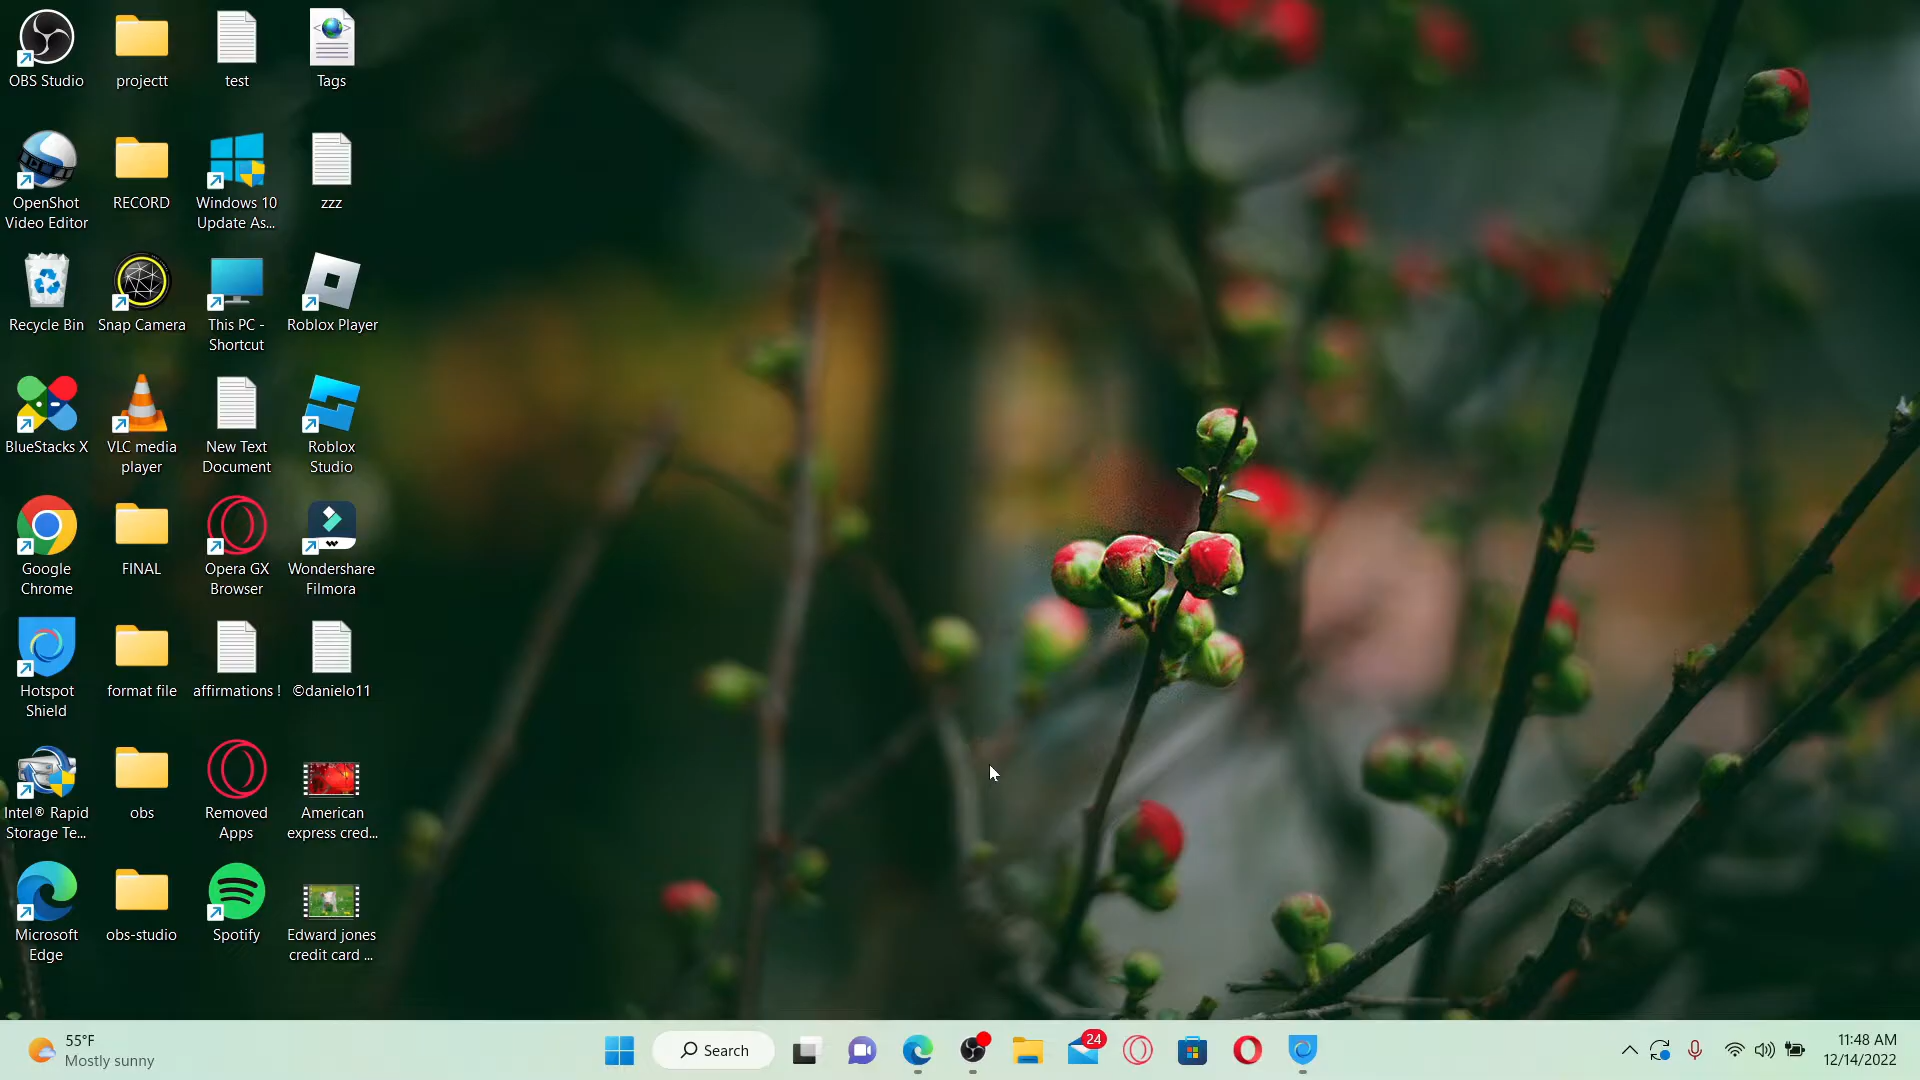 OBS Studio
projectt
test
Tags
OpenShot
Video Editor
RECORD
Windows 10
Update As...
zzz
Recycle Bin
Snap Camera
This PC -
Shortcut
Roblox Player
BlueStacks X
VLC media
player
New Text
Document
Roblox
Studio
Google
Chrome
FINAL
Opera GX
Browser
Wondershare
Filmora
Hotspot
Shield
format file
affirmations !
©danielo11
Intel® Rapid
Storage Te...
obs
Removed
Apps
American
express cred...
Microsoft
Edge
obs-studio
Spotify
Edward jones
credit card ...
55°F
Mostly sunny
Search
24
11:48 AM
12/14/2022